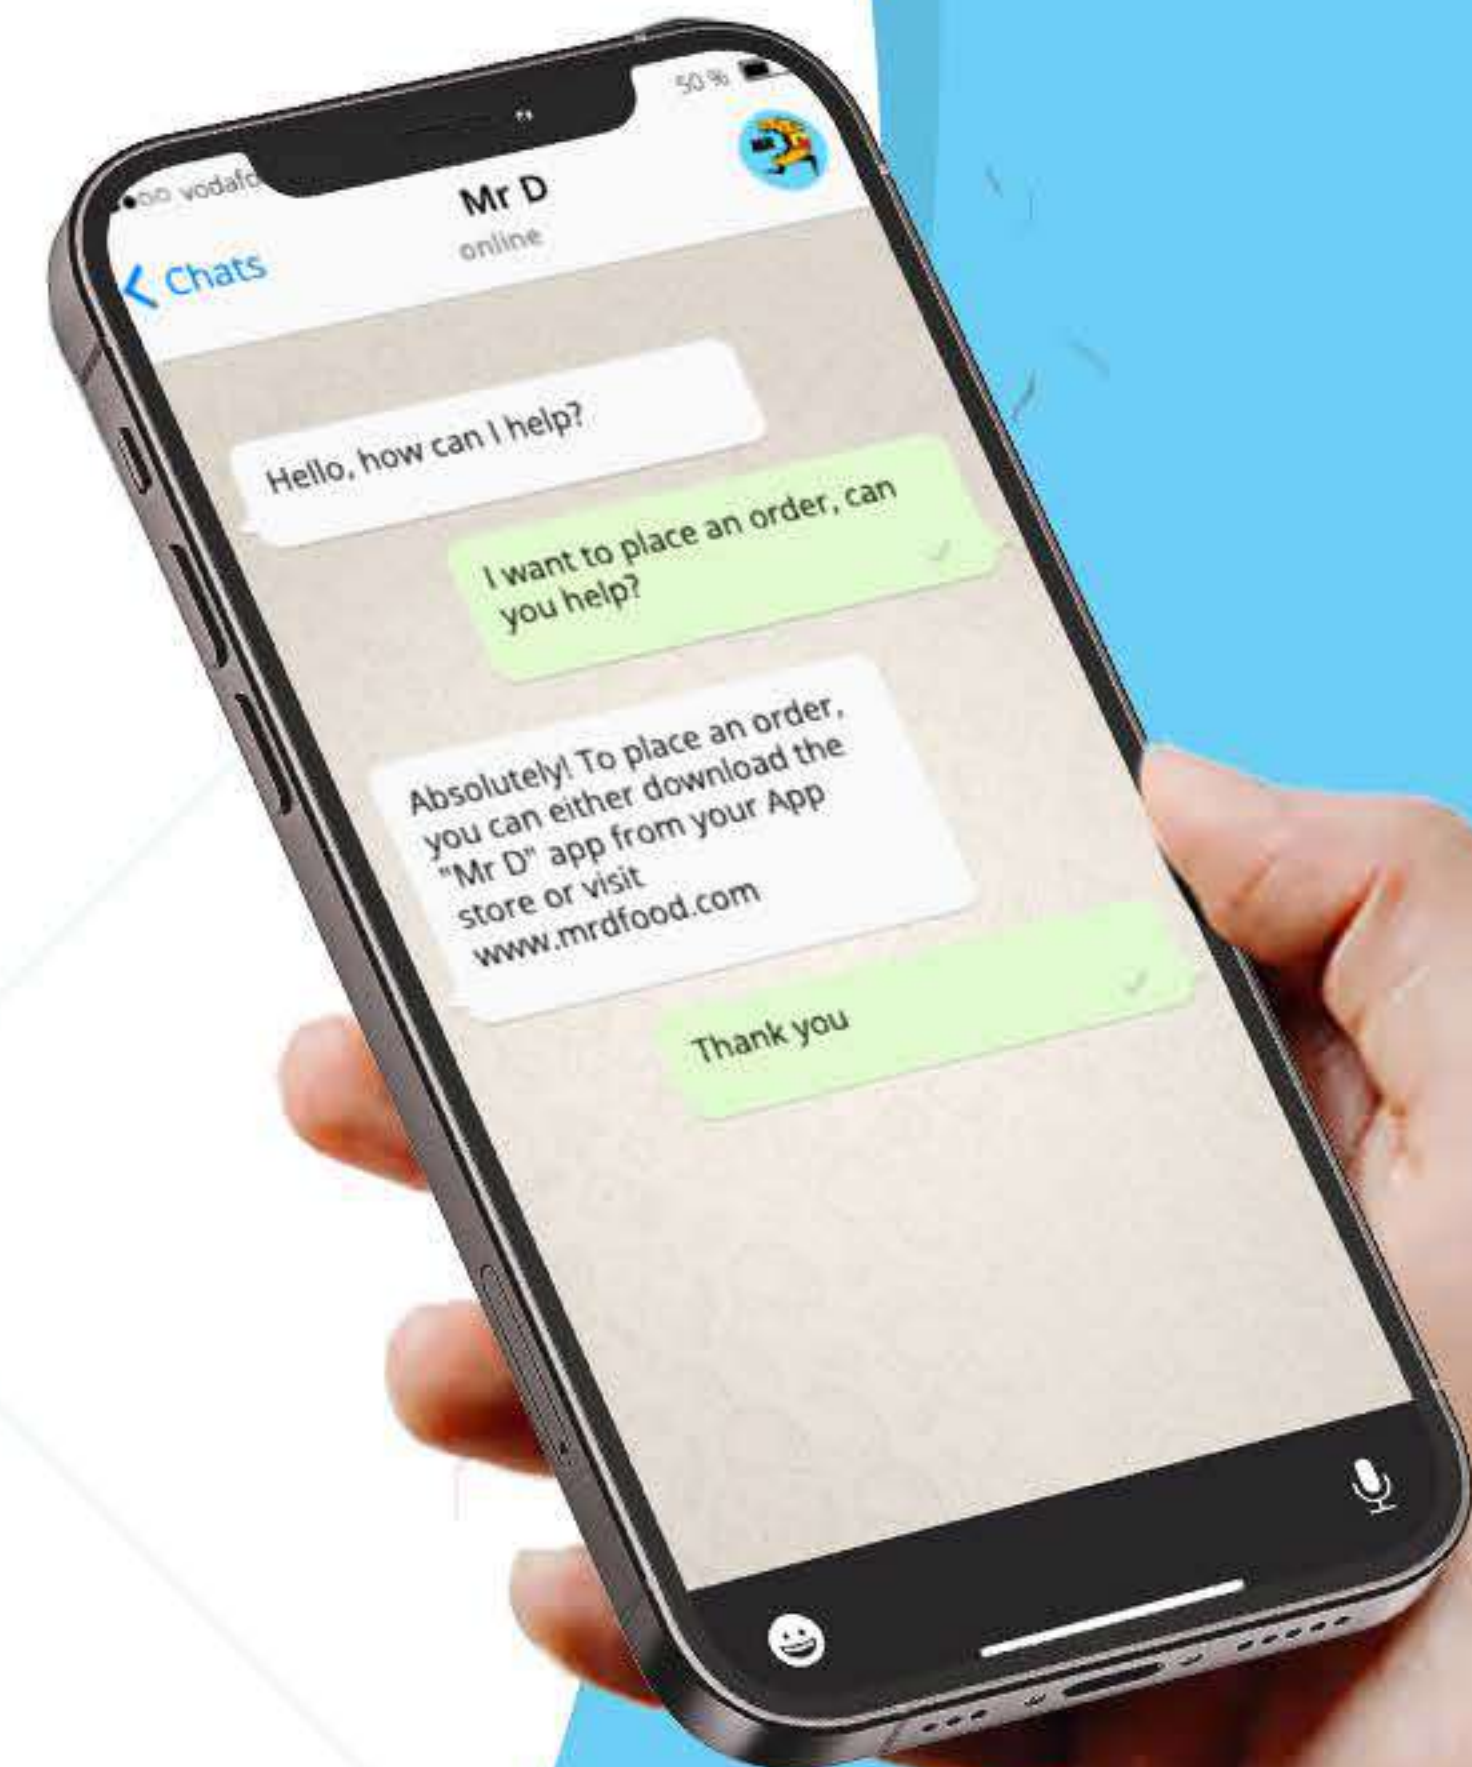 50 %
vodafo
Mr D
online
Chats
Hello, how can I help?
I want to place an order, can
you help?
Absolutely! To place an order,
you can either download the
"Mr D" app from your App
store or visit
www.mrdfood.com
Thank you